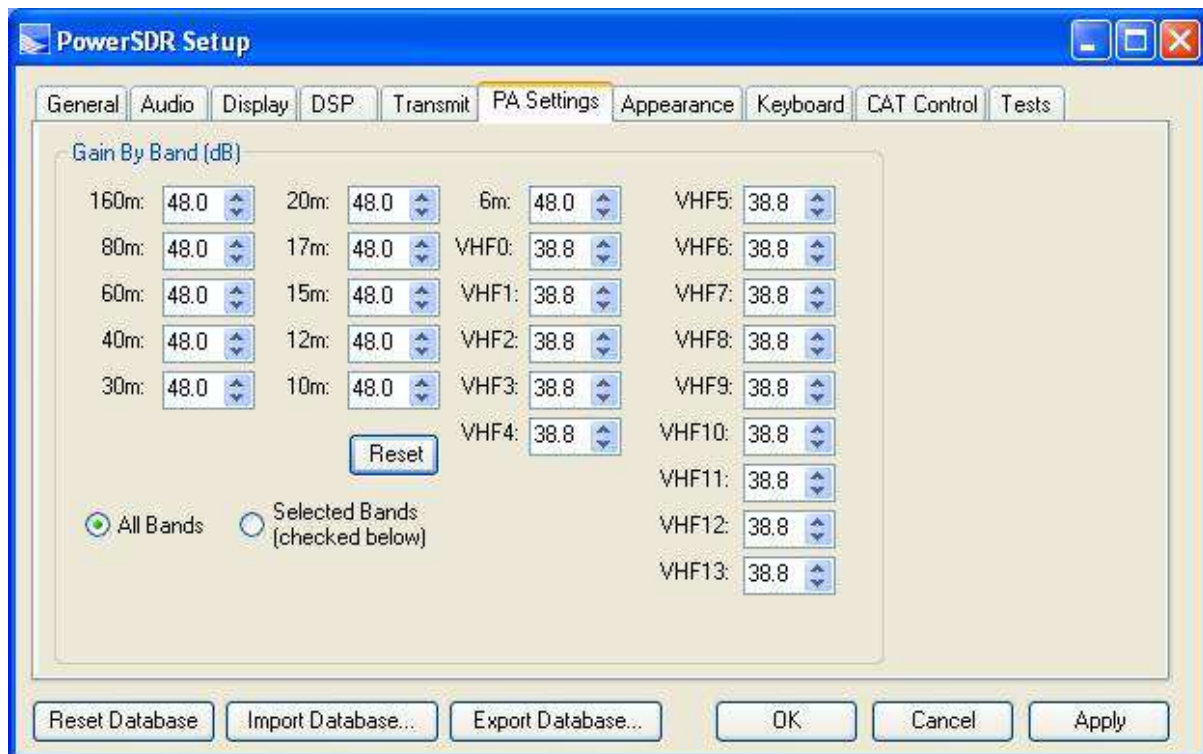 PowerSDR Setup
General Audio Display DSP Transmit PA Settings Appearance Keyboard CAT Control Tests
Gain By Band (dB)
160m: 48.0 20m: 48.0 6m: 48.0 VHF5: 38.8
80m: 48.0 17m: 48.0 VHF0: 38.8 VHF6: 38.8
60m: 48.0 15m: 48.0 VHF1: 38.8 VHF7: 38.8
40m: 48.0 12m: 48.0 VHF2: 38.8 VHF8: 38.8
30m: 48.0 10m: 48.0 VHF3: 38.8 VHF9: 38.8
VHF4: 38.8 VHF10: 38.8
Reset
VHF11: 38.8
All Bands Selected Bands VHF12: 38.8
(checked below)
VHF13: 38.8
Reset Database Import Database... Export Database... OK Cancel Apply